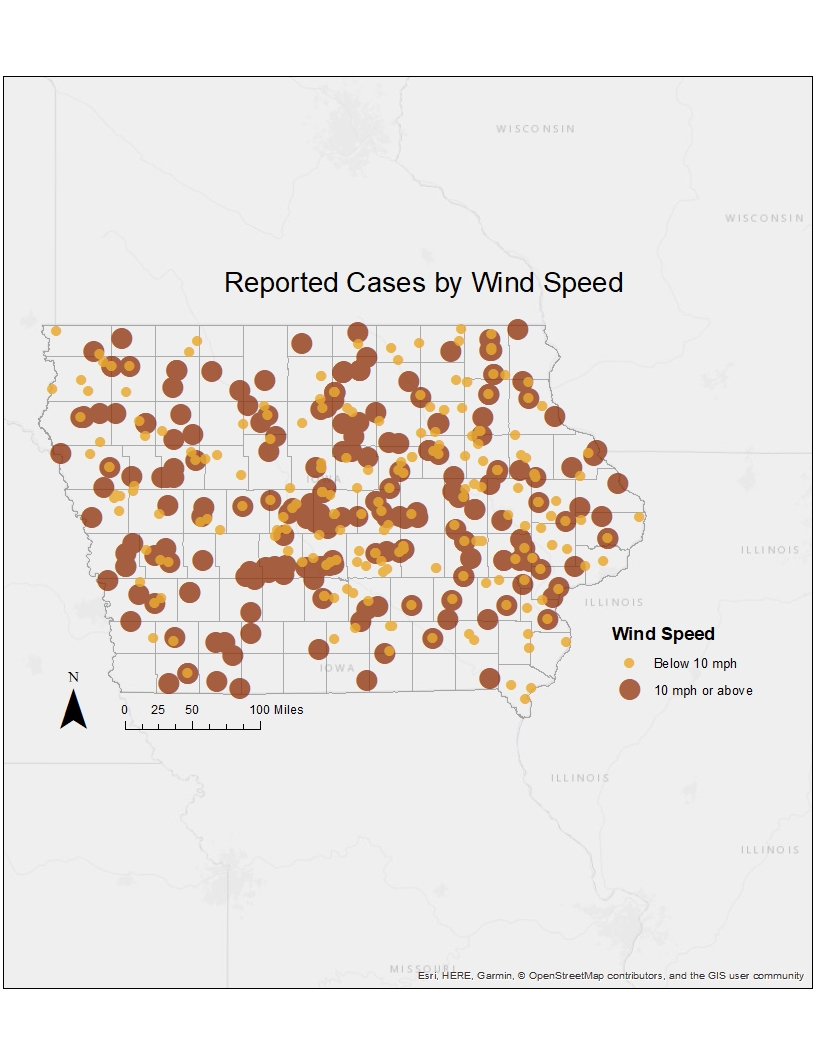 WISCONSIN
WISCONSIN
Reported Cases by Wind Speed
IOWA
ILLINOIS
ILLINOIS
Wind Speed
Below 10 mph
10 mph or above
IOWA
N
0 25 50 100 Miles
ILLINOIS
ILLINOIS
MISSOURI
Esri, HERE, Garmin, © OpenStreetMap contributors, and the GIS user community